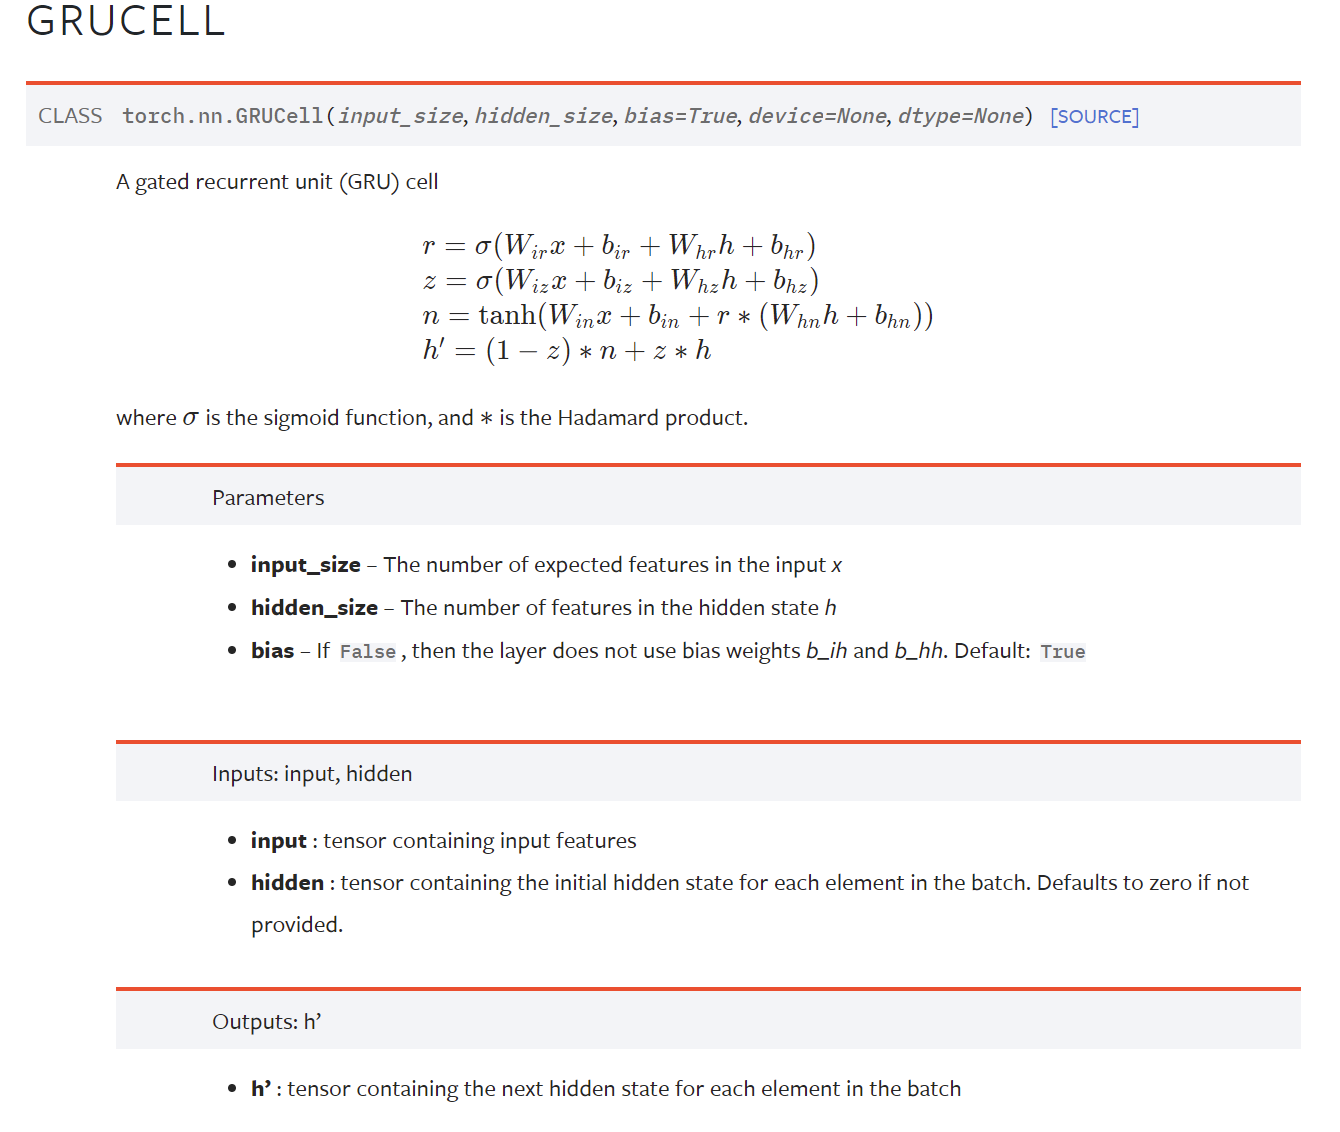 GRUCELL
CLASS torch.nn.GRUCell(input_size, hidden_size, bias=True, device=None, dtype=None) [SOURCE]
A gated recurrent unit (GRU) cell
r = σ(W_{ir}x + b_{ir} + W_{hr}h + b_{hr})
z = σ(W_{iz}x + b_{iz} + W_{hz}h + b_{hz})
n = tanh(W_{in}x + b_{in} + r ∗ (W_{hn}h + b_{hn}))
h′ = (1 − z) ∗ n + z ∗ h
where σ is the sigmoid function, and ∗ is the Hadamard product.
Parameters
• input_size – The number of expected features in the input x
• hidden_size – The number of features in the hidden state h
• bias – If False, then the layer does not use bias weights b_ih and b_hh. Default: True
Inputs: input, hidden
• input : tensor containing input features
• hidden : tensor containing the initial hidden state for each element in the batch. Defaults to zero if not
provided.
Outputs: h’
• h’ : tensor containing the next hidden state for each element in the batch